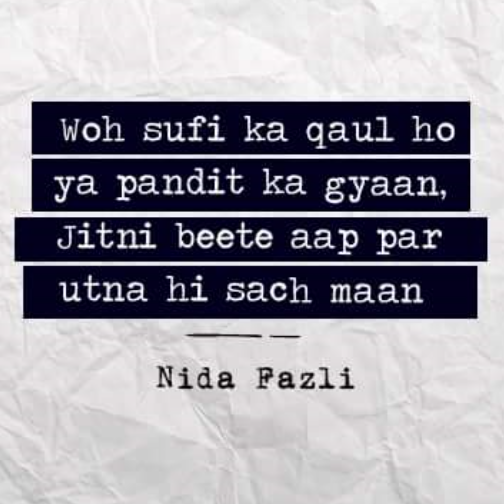 Woh sufi ka qaul ho
ya pandit ka gyaan,
Jitni beete aap par
utna hi sach maan
Nida Fazli